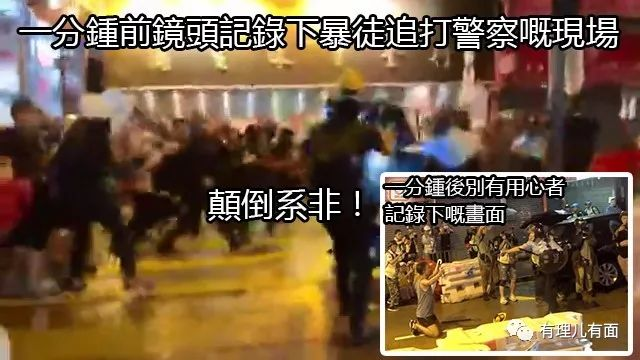 一分鍾前鏡頭記錄下暴徒追打警察嘅現場
顛倒系非！
一分鍾後別有用心者
記錄下嘅畫面
有理儿有面